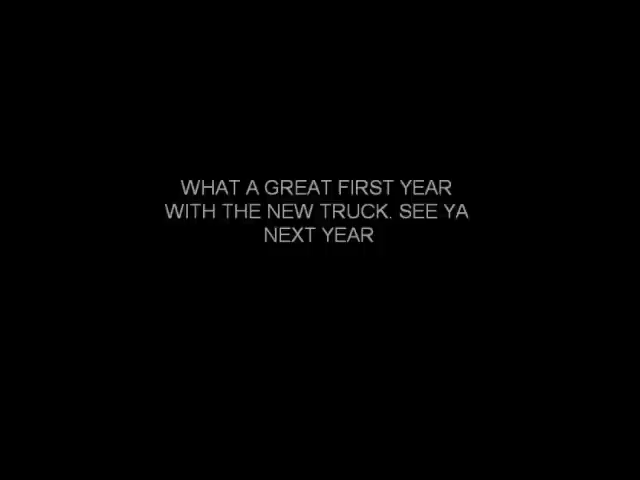 WHAT A GREAT FIRST YEAR
WITH THE NEW TRUCK. SEE YA
NEXT YEAR